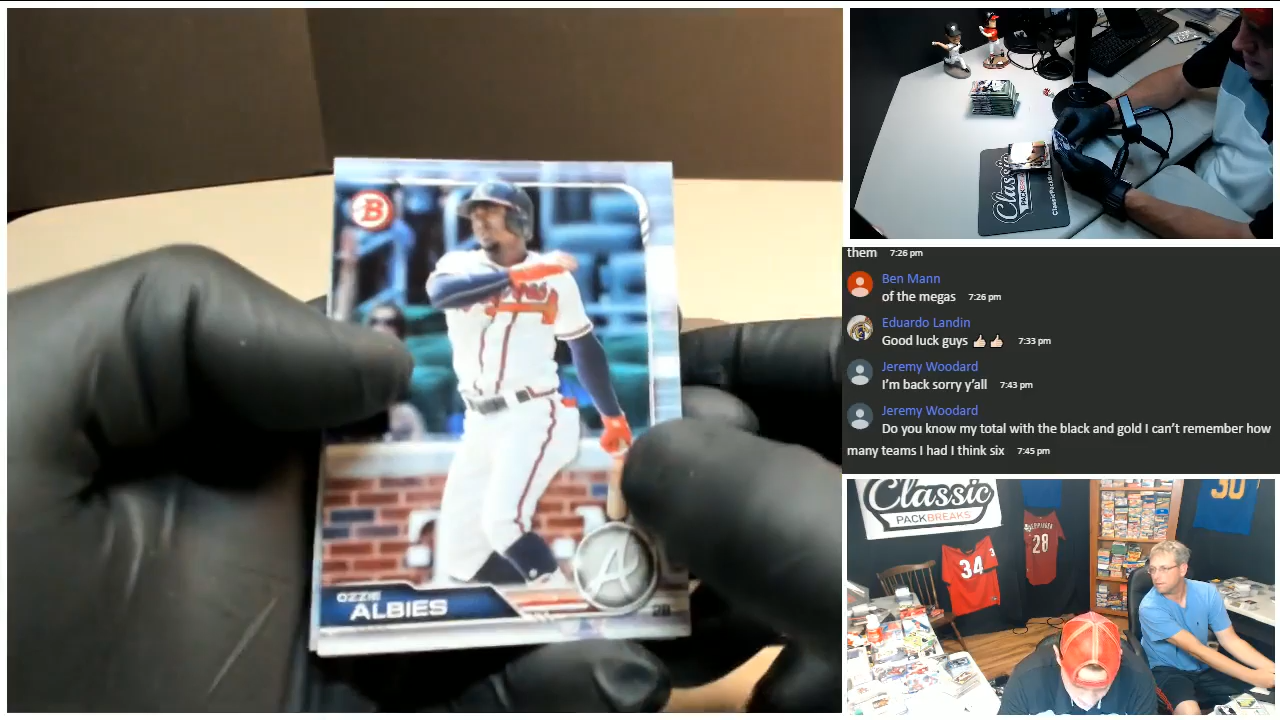 B
OZZIE
ALBIES
A
2B
Classic
PACK
them 7:26 pm
Ben Mann
of the megas 7:26 pm
Eduardo Landin
Good luck guys 👍🏻👍🏻 7:33 pm
Jeremy Woodard
I'm back sorry y'all 7:43 pm
Jeremy Woodard
Do you know my total with the black and gold I can't remember how
many teams I had I think six 7:45 pm
Classic
PACKBREAKS
30
28
34